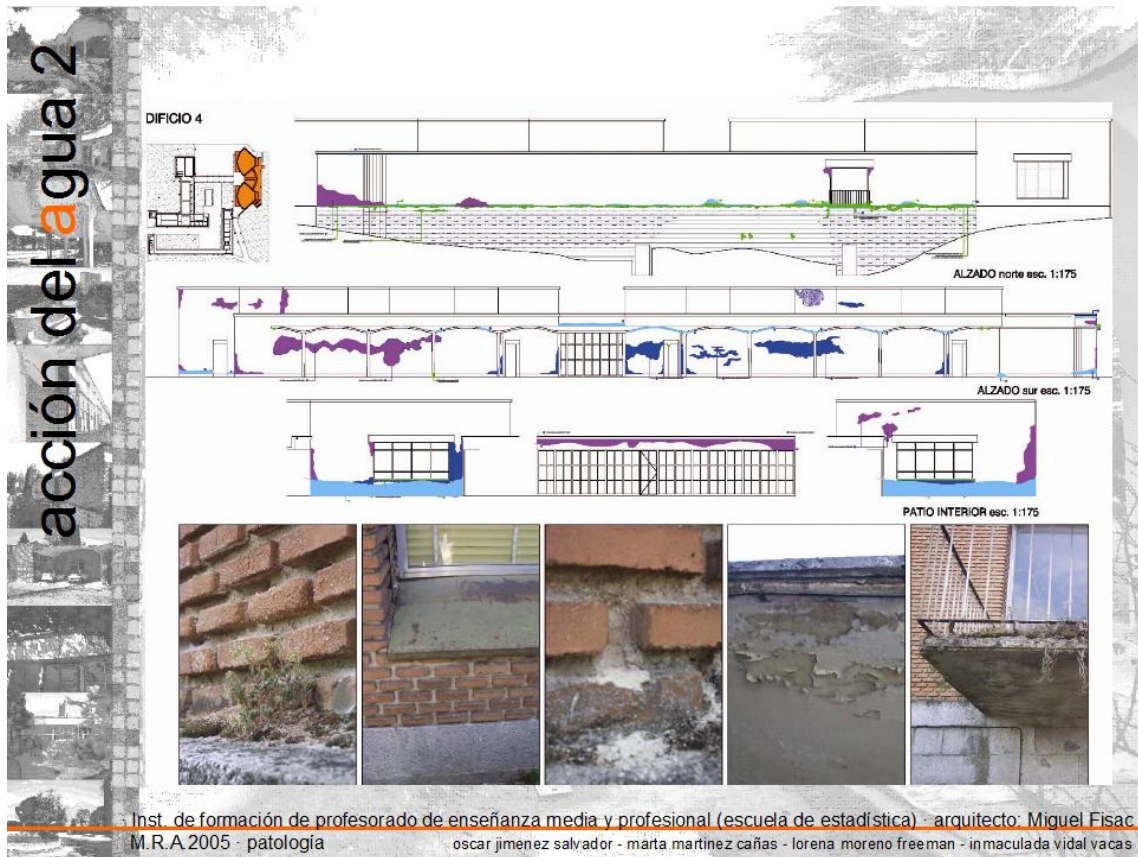 acción del agua 2
DIFICIO 4
ALZADO norte esc. 1:175
ALZADO sur esc. 1:175
PATIO INTERIOR esc. 1:175
Inst. de formación de profesorado de enseñanza media y profesional (escuela de estadística) · arquitecto: Miguel Fisac
M.R.A.2005 · patología
oscar jimenez salvador - marta martinez cañas - lorena moreno freeman - inmaculada vidal vacas